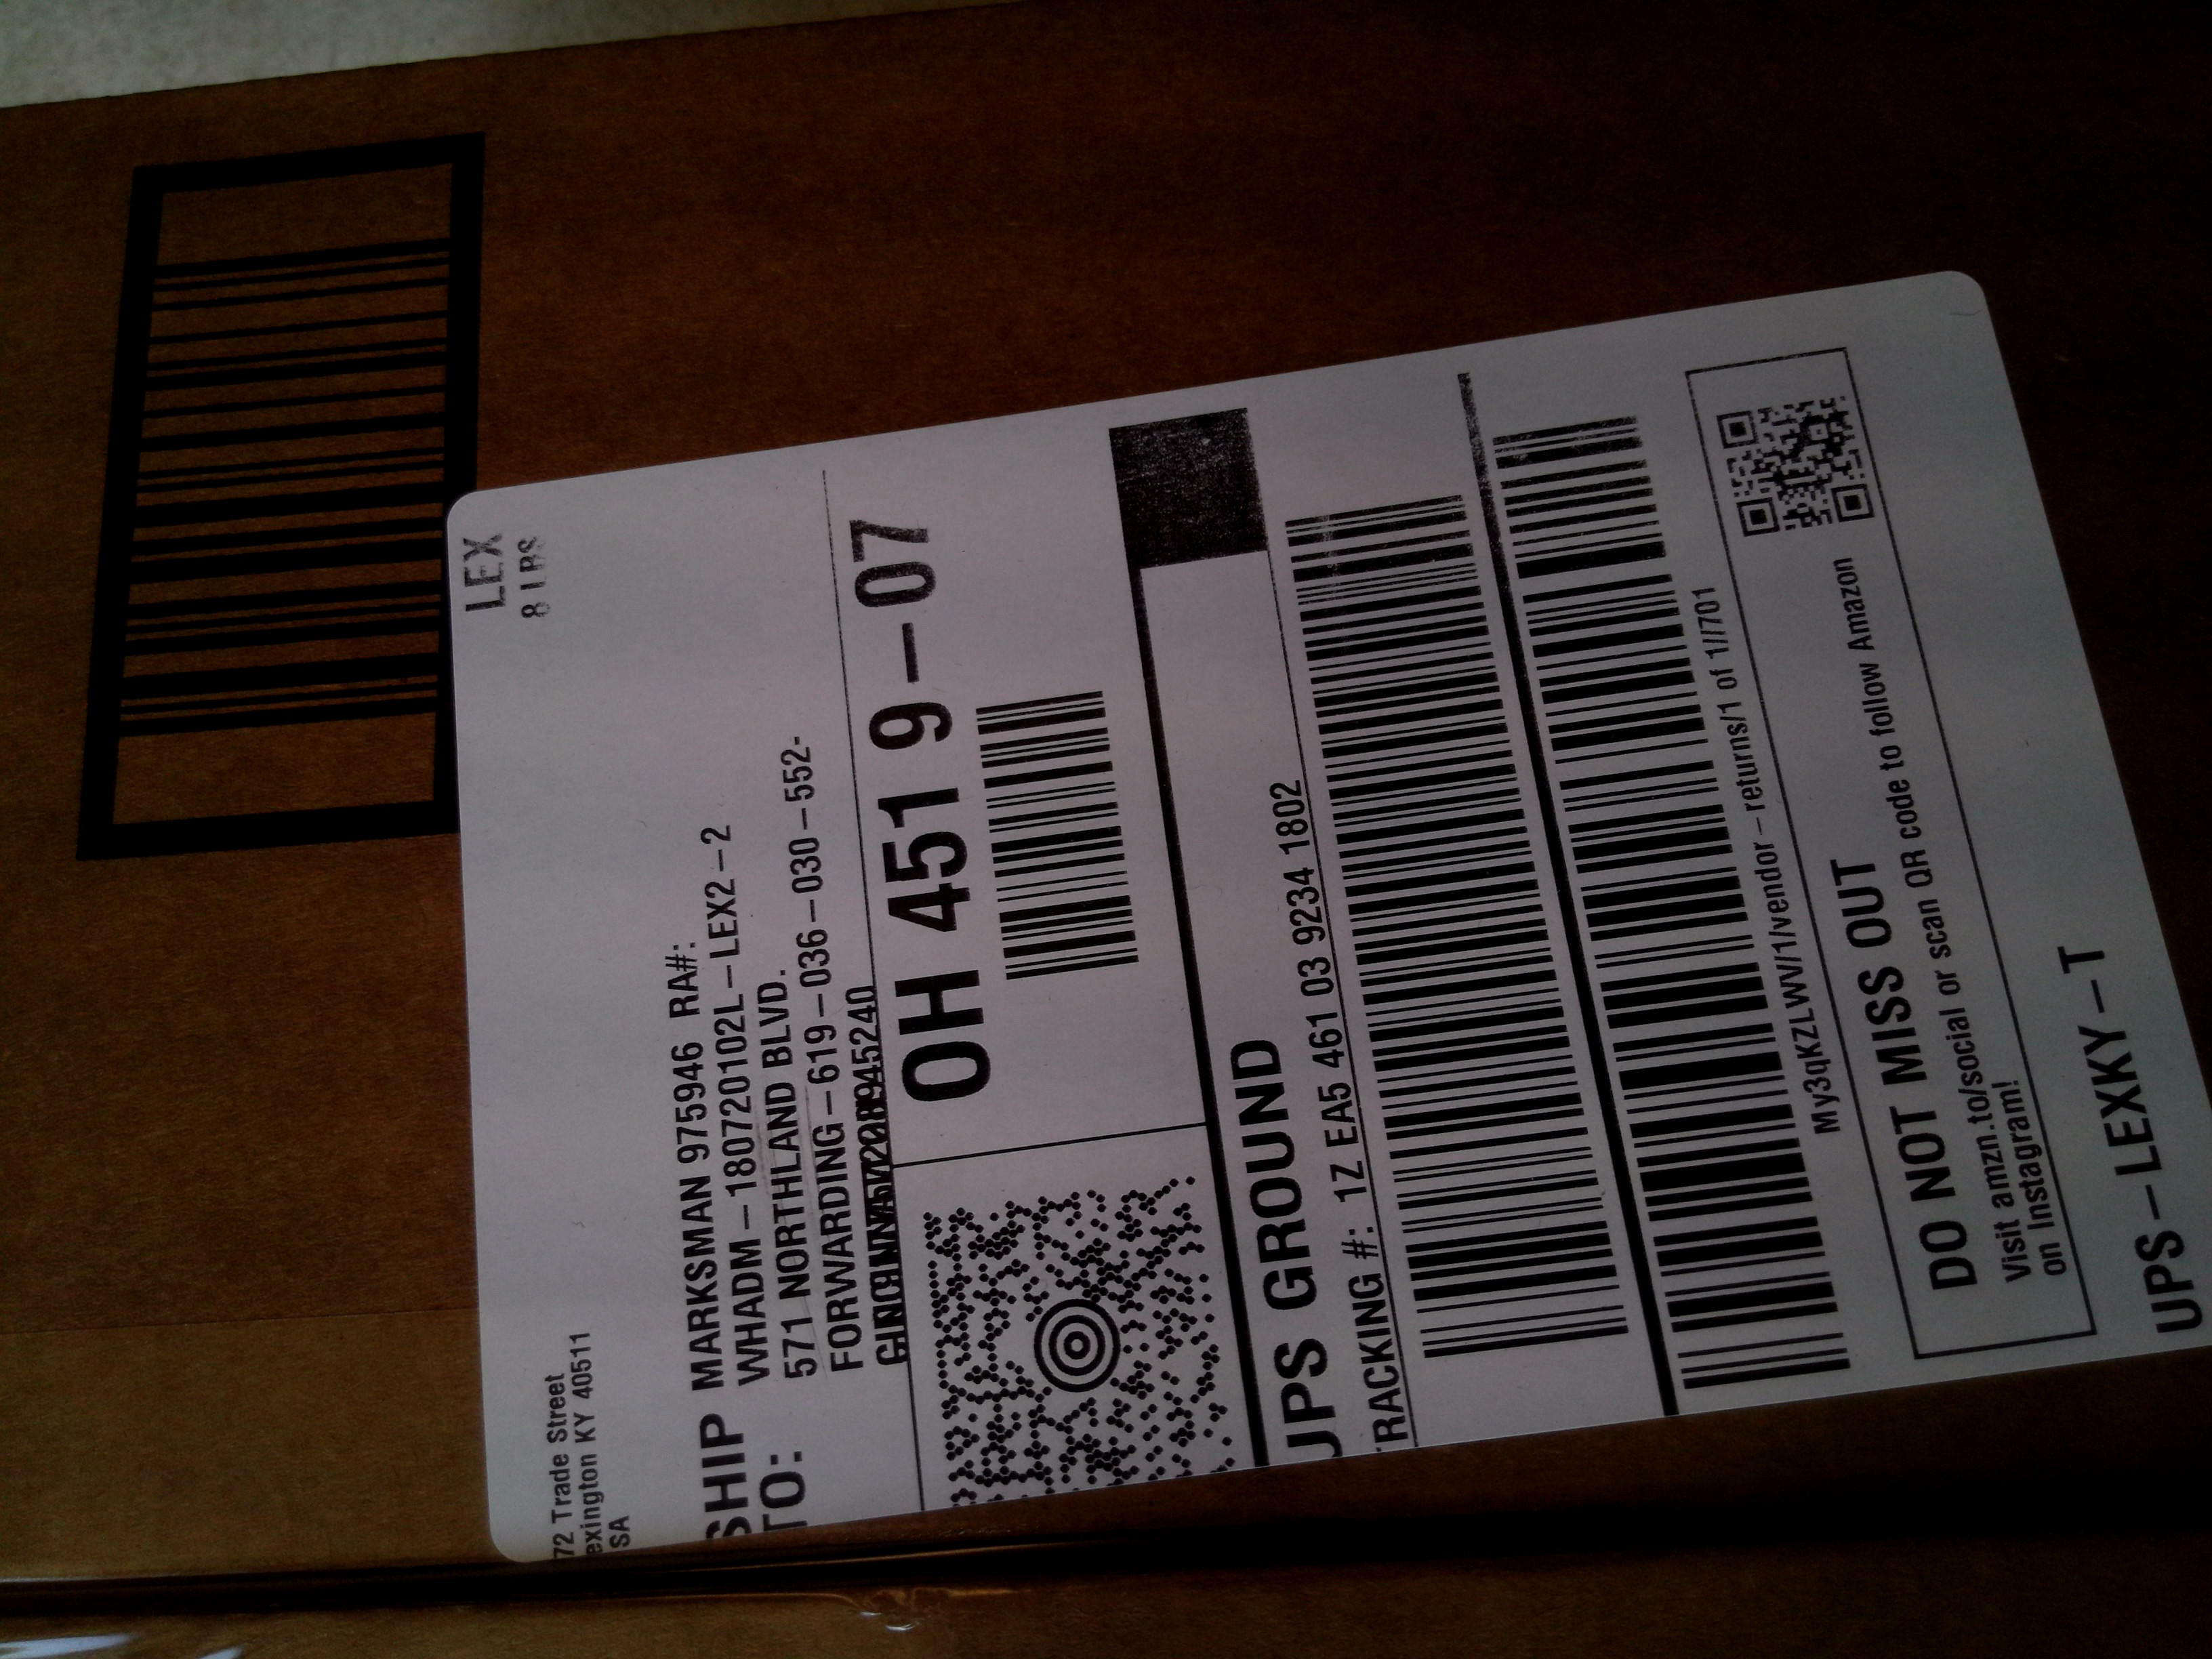 LEX
8 LBS
72 Trade Street
exington KY 40511
SA
SHIP
TO:
MARKSMAN 975946 RA#:
WHADM-180720102L-LEX2-2
571 NORTHLAND BLVD.
FORWARDING-619-036-030-552-
OH 451 9-07
UPS GROUND
TRACKING #: 1Z EA5 461 03 9234 1802
My3qKZLWV/1/vendor-returns/1 of 1/
DO NOT MISS OUT
Visit amzn.to/social or scan QR code to follow Amazon
on Instagram!
UPS-LEXKY-T